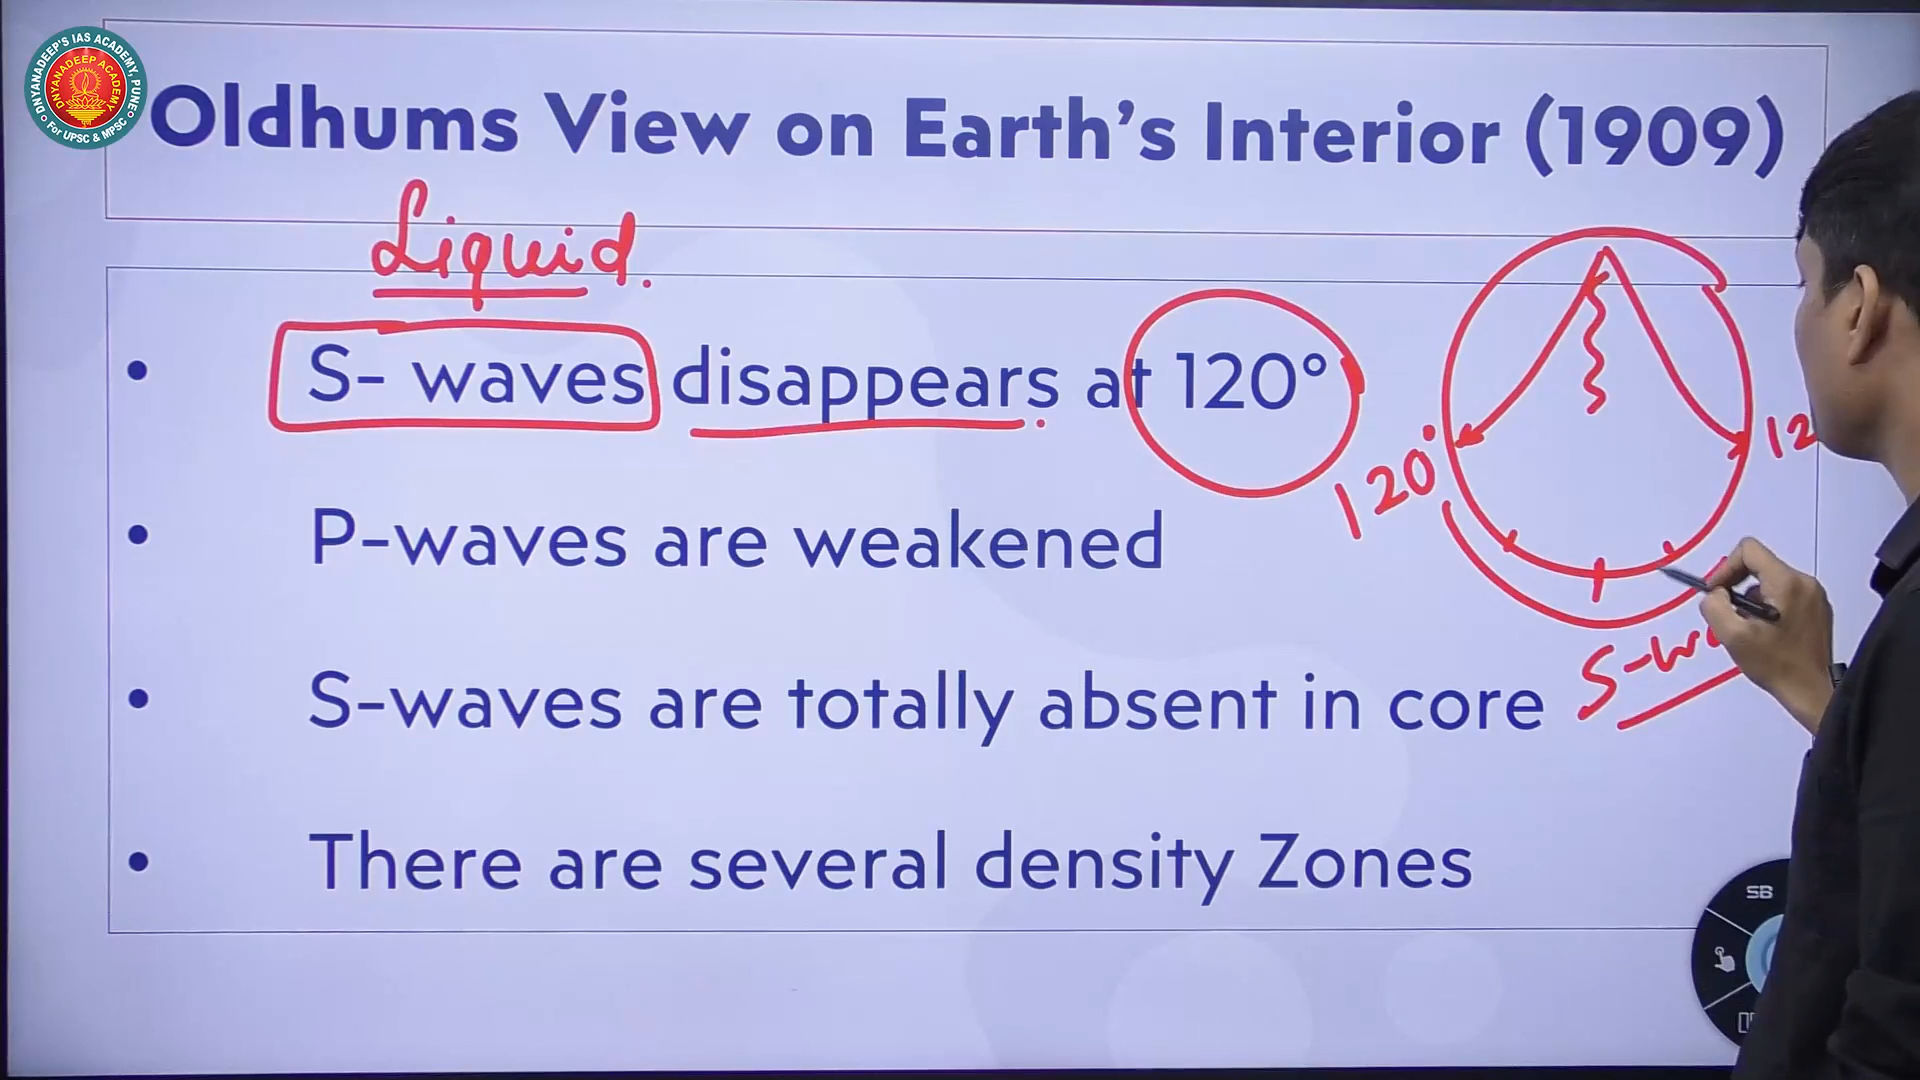 DNYANADEEP'S IAS ACADEMY, PUNE
DNYANADEEP ACADEMY
For UPSC & MPSC
Oldhums View on Earth's Interior (1909)
Liquid.
• S- waves disappears at 120°
120°
12
• P-waves are weakened
• S-waves are totally absent in core
S-w
• There are several density Zones
SB